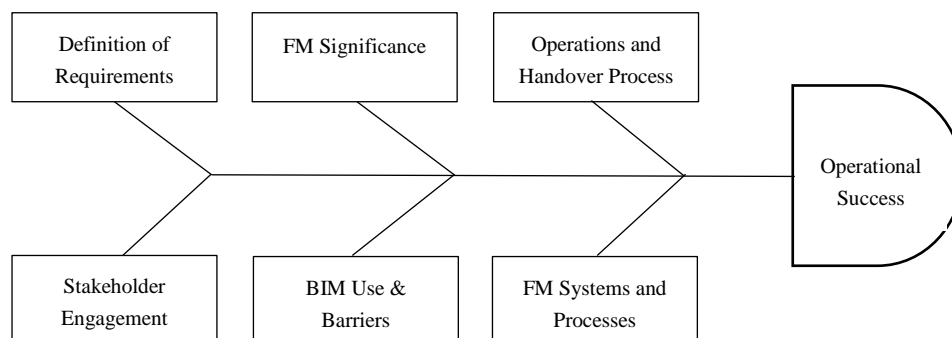 Definition of
Requirements
FM Significance
Operations and
Handover Process
Operational
Success
Stakeholder
Engagement
BIM Use &
Barriers
FM Systems and
Processes